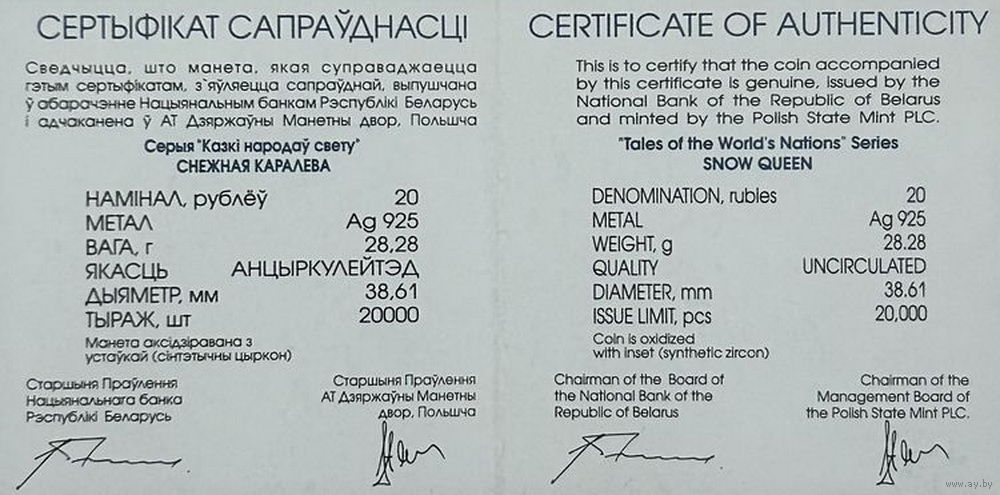 СЕРТЫФІКАТ САПРАЎДНАСЦІ
Сведчыцца, што манета, якая суправаджаецца
гэтым сертыфікатам, з`яўляецца сапраўднай, выпушчана
ў абарачэнне Нацыянальным банкам Рэспублікі Беларусь
і адчаканена ў АТ Дзяржаўны Манетны двор, Польшча
Серыя "Казкі народаў свету"
СНЕЖНАЯ КАРАЛЕВА
НАМІНАЛ, рублёў 20
МЕТАЛ Ag 925
ВАГА, г 28,28
ЯКАСЦЬ АНЦЫРКУЛЕЙТЭД
ДЫЯМЕТР, мм 38,61
ТЫРАЖ, шт 20000
Манета аксідзіравана з
устаўкай (сінтэтычны цыркон)
Старшыня Праўлення
Нацыянальнага банка
Рэспублікі Беларусь
Старшыня Праўлення
АТ Дзяржаўны Манетны
двор, Польшча
CERTIFICATE OF AUTHENTICITY
This is to certify that the coin accompanied
by this certificate is genuine, issued by the
National Bank of the Republic of Belarus
and minted by the Polish State Mint PLC.
"Tales of the World's Nations" Series
SNOW QUEEN
DENOMINATION, rubles 20
METAL Ag 925
WEIGHT, g 28.28
QUALITY UNCIRCULATED
DIAMETER, mm 38.61
ISSUE LIMIT, pcs 20,000
Coin is oxidized
with inset (synthetic zircon)
Chairman of the Board of
the National Bank of the
Republic of Belarus
Chairman of the
Management Board of
the Polish State Mint PLC.
www.ay.by